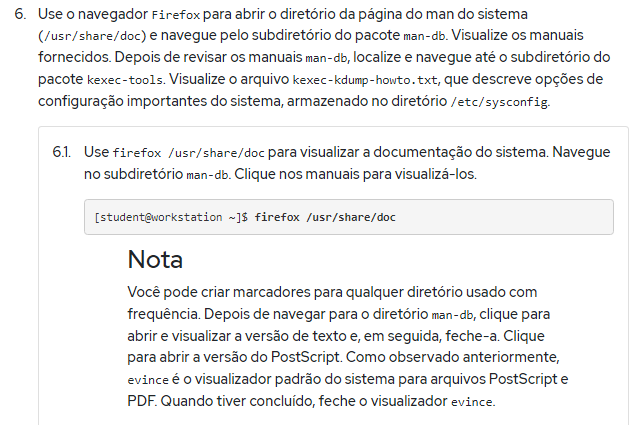 6. Use o navegador Firefox para abrir o diretório da página do man do sistema
(/usr/share/doc) e navegue pelo subdiretório do pacote man-db. Visualize os manuais
fornecidos. Depois de revisar os manuais man-db, localize e navegue até o subdiretório do
pacote kexec-tools. Visualize o arquivo kexec-kdump-howto.txt, que descreve opções de
configuração importantes do sistema, armazenado no diretório /etc/sysconfig.
6.1. Use firefox /usr/share/doc para visualizar a documentação do sistema. Navegue
no subdiretório man-db. Clique nos manuais para visualizá-los.
[student@workstation ~]$ firefox /usr/share/doc
Nota
Você pode criar marcadores para qualquer diretório usado com
frequência. Depois de navegar para o diretório man-db, clique para
abrir e visualizar a versão de texto e, em seguida, feche-a. Clique
para abrir a versão do PostScript. Como observado anteriormente,
evince é o visualizador padrão do sistema para arquivos PostScript e
PDF. Quando tiver concluído, feche o visualizador evince.